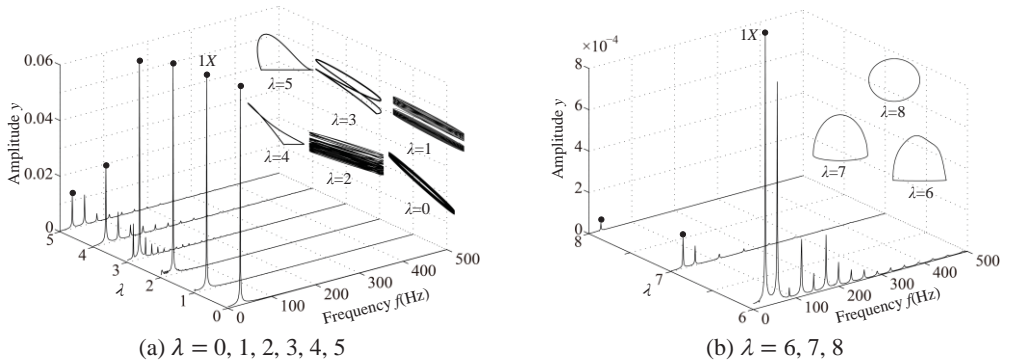 0.06
0.04
0.02
0
Amplitude y
5
4
3
2
1
0
λ
0
100
200
300
400
500
Frequency f(Hz)
1X
λ=5
λ=3
λ=1
λ=4
λ=2
λ=0
(a) λ = 0, 1, 2, 3, 4, 5
×10⁻⁴
8
6
4
2
0
Amplitude y
8
7
6
λ
0
100
200
300
400
500
Frequency f(Hz)
1X
λ=8
λ=7
λ=6
(b) λ = 6, 7, 8